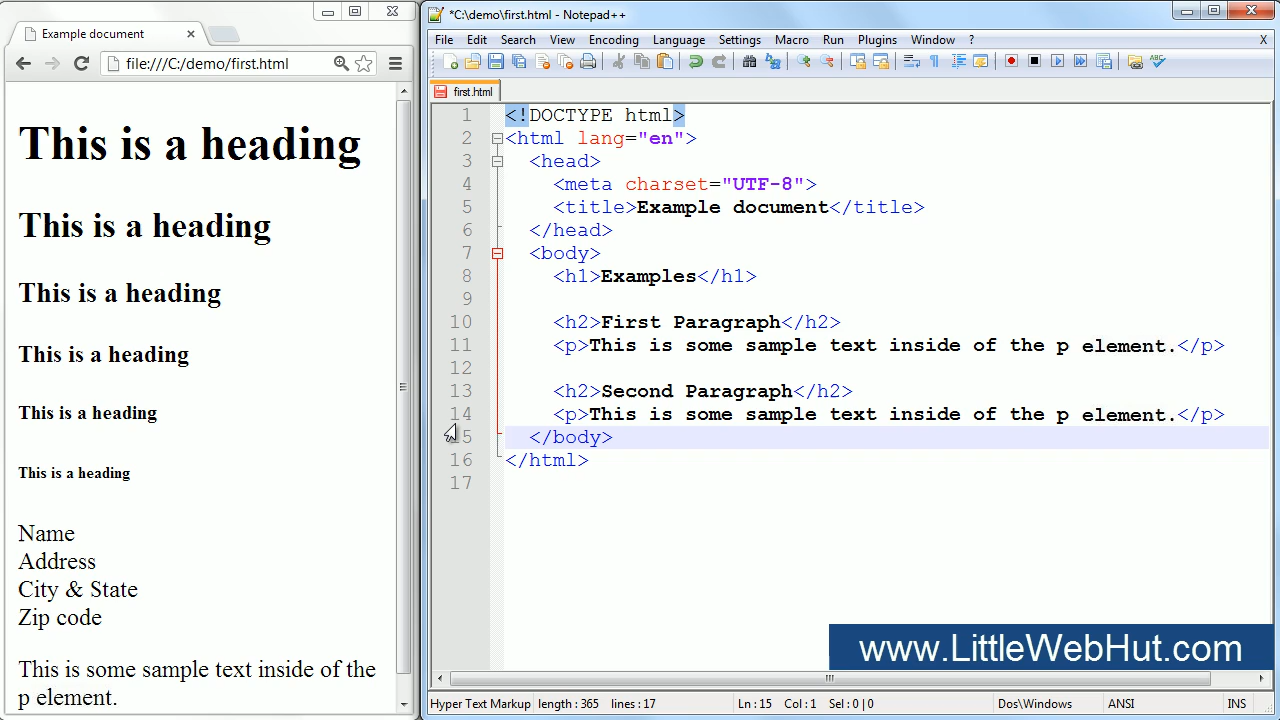 Example document
file:///C:/demo/first.html
This is a heading
This is a heading
This is a heading
This is a heading
This is a heading
This is a heading
Name
Address
City & State
Zip code
This is some sample text inside of the
p element.
*C:\demo\first.html - Notepad++
File Edit Search View Encoding Language Settings Macro Run Plugins Window ? X
first.html
1 <!DOCTYPE html>
2 <html lang="en">
3 <head>
4 <meta charset="UTF-8">
5 <title>Example document</title>
6 </head>
7 <body>
8 <h1>Examples</h1>
9
10 <h2>First Paragraph</h2>
11 <p>This is some sample text inside of the p element.</p>
12
13 <h2>Second Paragraph</h2>
14 <p>This is some sample text inside of the p element.</p>
15 </body>
16 </html>
17
www.LittleWebHut.com
Hyper Text Markup length : 365 lines : 17 Ln : 15 Col : 1 Sel : 0 | 0 Dos\Windows ANSI INS